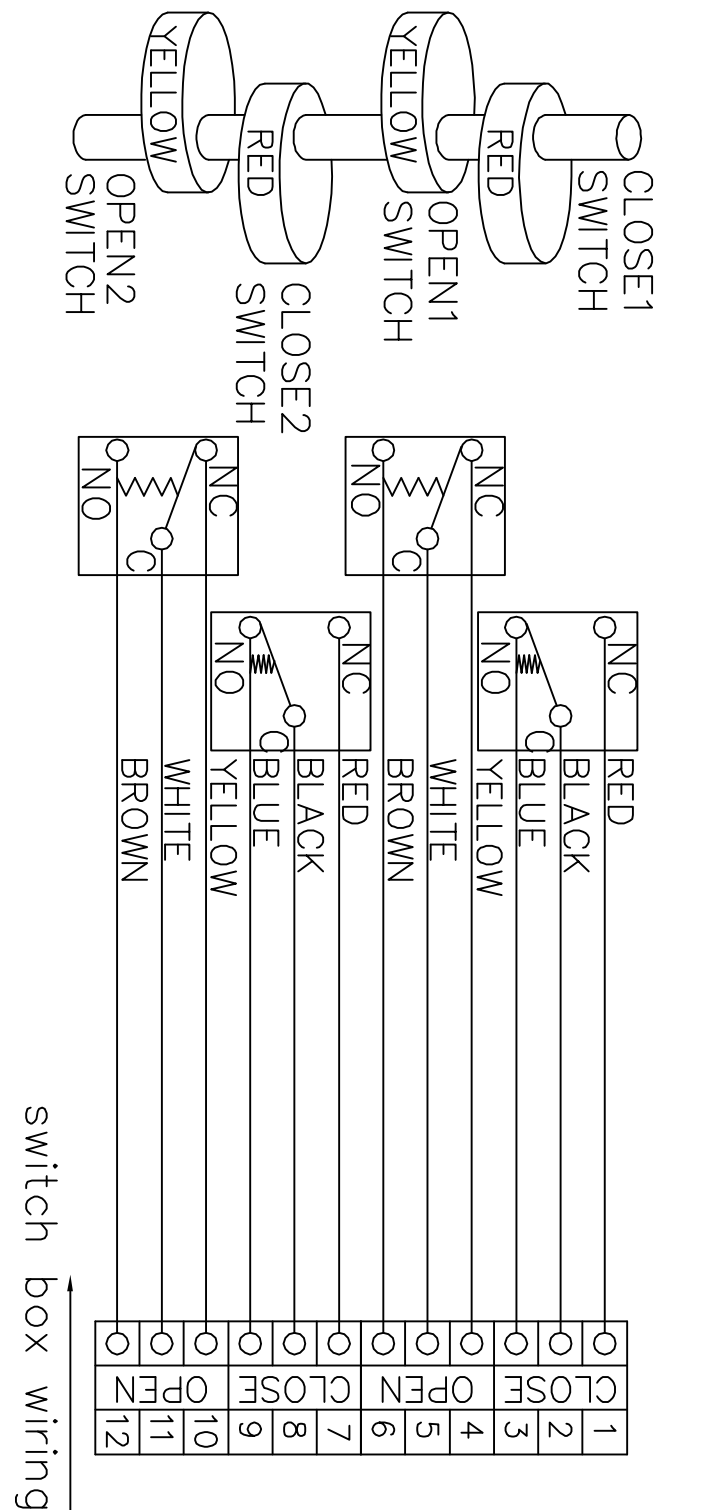 CLOSE1
SWITCH
RED
OPEN1
SWITCH
YELLOW
CLOSE2
SWITCH
RED
OPEN2
SWITCH
YELLOW
NC
C
NO
RED
BLACK
BLUE
NC
C
NO
YELLOW
WHITE
BROWN
NC
C
NO
RED
BLACK
BLUE
NC
C
NO
YELLOW
WHITE
BROWN
CLOSE
1
2
3
OPEN
4
5
6
CLOSE
7
8
9
OPEN
10
11
12
switch box wiring